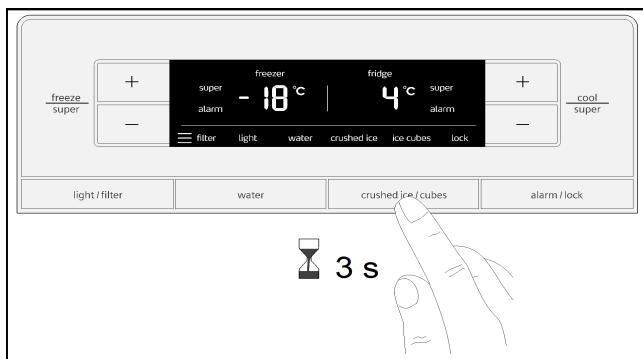 freezer fridge
freeze super + - super alarm - 18 °C 4 °C super alarm + - cool super
filter light water crushed ice ice cubes lock
light / filter water crushed ice / cubes alarm / lock
3 s